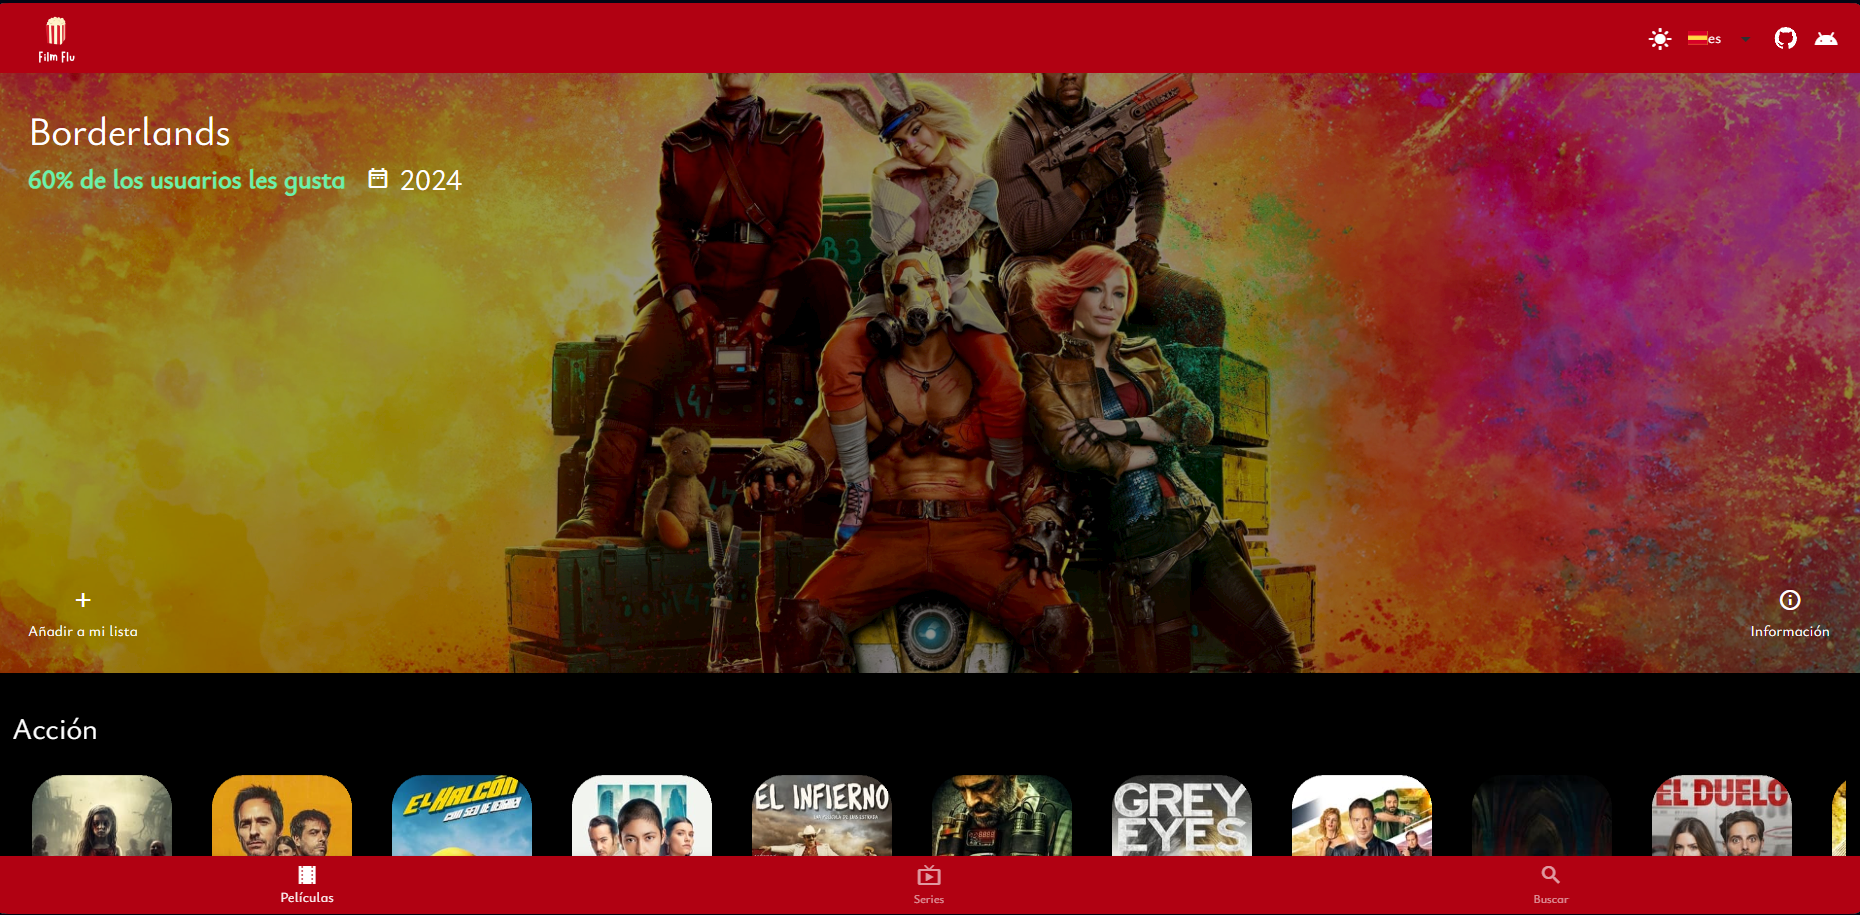 Film Flu
es
Borderlands
60% de los usuarios les gusta
2024
B3
Añadir a mi lista
Información
Acción
EL HALCÓN
EL INFIERNO
GREY
EYES
EL DUELO
Películas
Series
Buscar